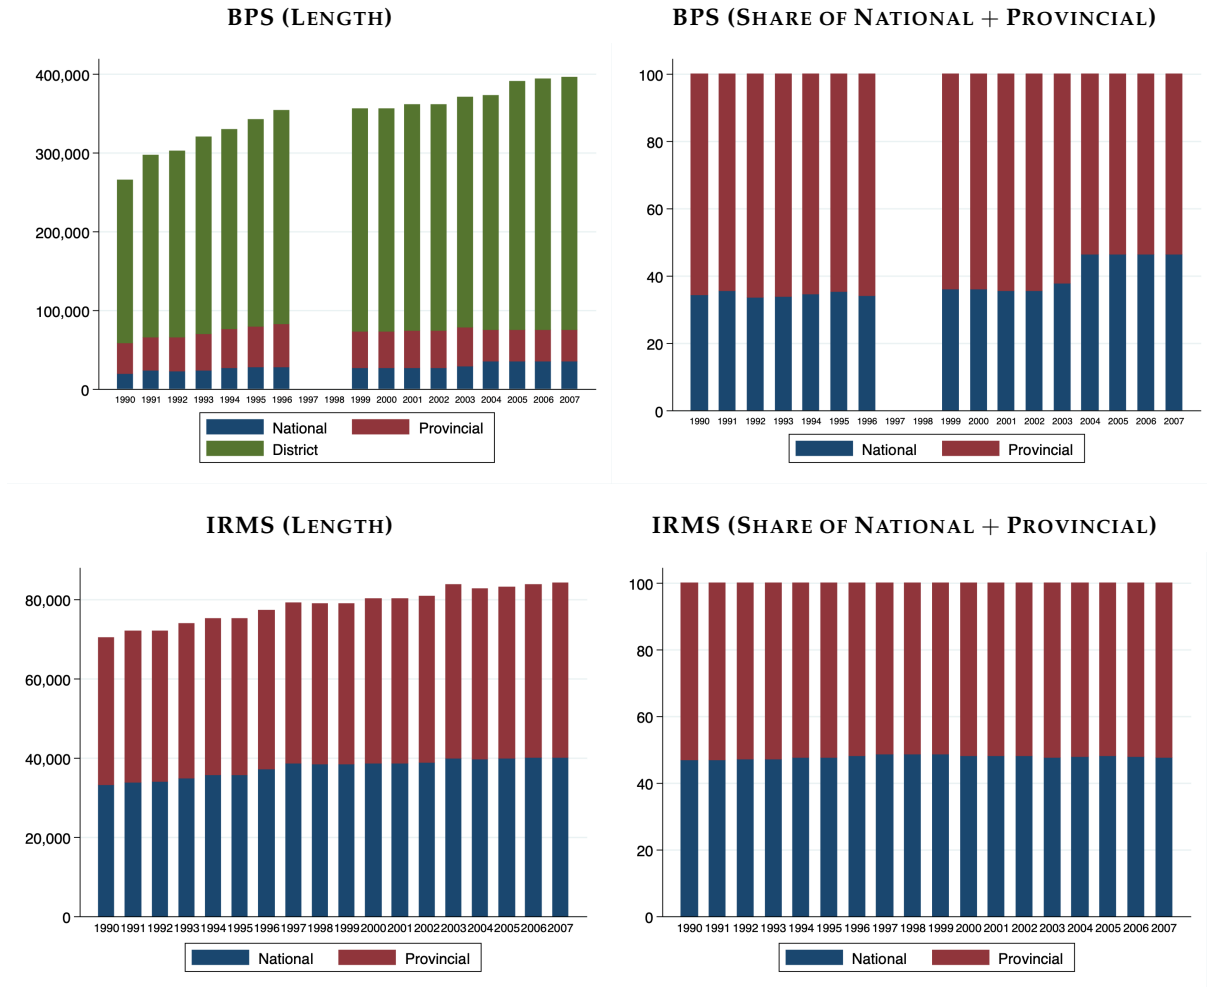 BPS (LENGTH)
400,000
300,000
200,000
100,000
0
1990 1991 1992 1993 1994 1995 1996 1997 1998 1999 2000 2001 2002 2003 2004 2005 2006 2007
National Provincial
District
BPS (SHARE OF NATIONAL + PROVINCIAL)
100
80
60
40
20
0
1990 1991 1992 1993 1994 1995 1996 1997 1998 1999 2000 2001 2002 2003 2004 2005 2006 2007
National Provincial
IRMS (LENGTH)
80,000
60,000
40,000
20,000
0
1990 1991 1992 1993 1994 1995 1996 1997 1998 1999 2000 2001 2002 2003 2004 2005 2006 2007
National Provincial
IRMS (SHARE OF NATIONAL + PROVINCIAL)
100
80
60
40
20
0
1990 1991 1992 1993 1994 1995 1996 1997 1998 1999 2000 2001 2002 2003 2004 2005 2006 2007
National Provincial